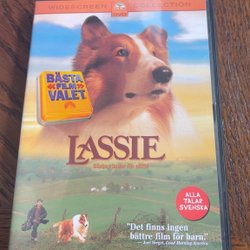 WIDESCREEN COLLECTION
BÄSTA
«FILM»
VALET
LASSIE
ALLA
TALAR
SVENSKA
"Det finns ingen
bättre film för barn."